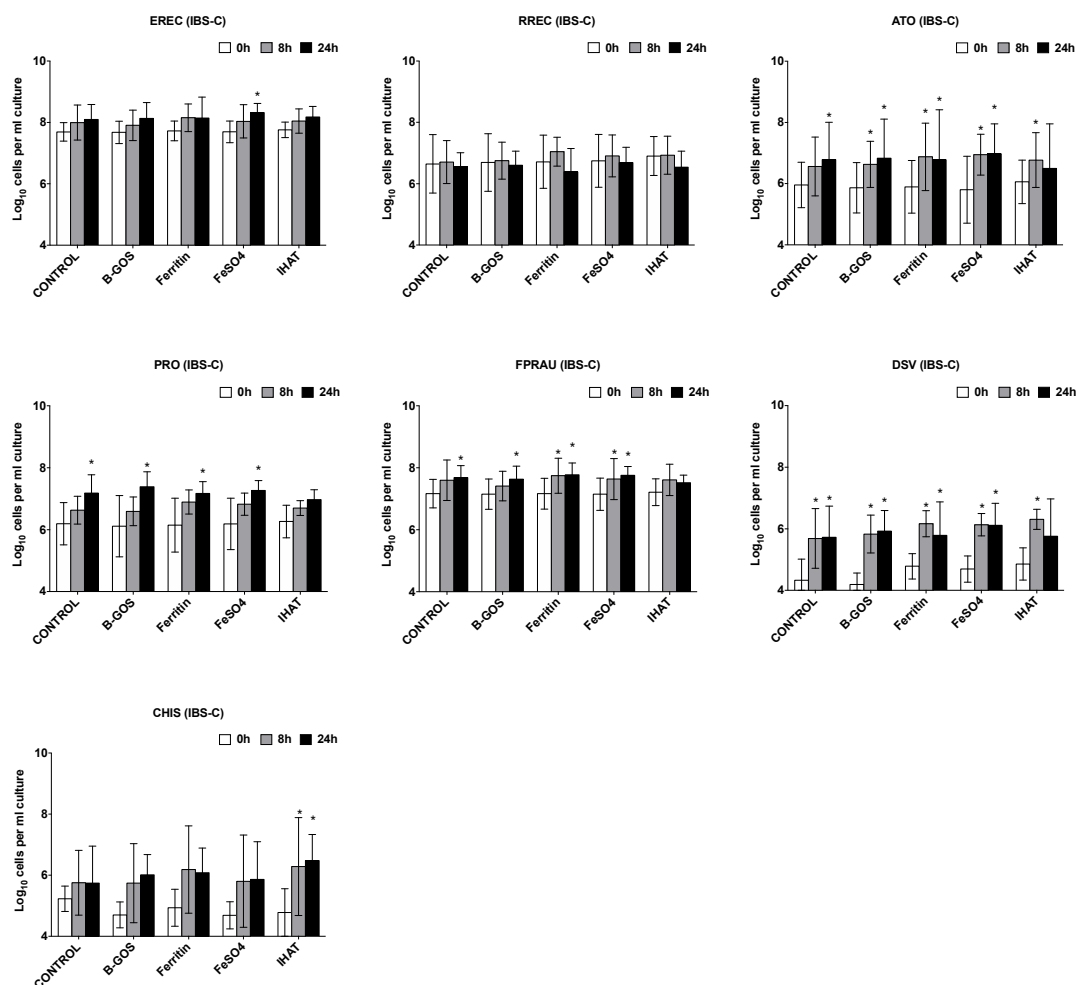 EREC (IBS-C)
0h 8h 24h
Log10 cells per ml culture
10
8
6
4
*
CONTROL
B-GOS
Ferritin
FeSO4
IHAT
RREC (IBS-C)
0h 8h 24h
Log10 cells per ml culture
10
8
6
4
CONTROL
B-GOS
Ferritin
FeSO4
IHAT
ATO (IBS-C)
0h 8h 24h
Log10 cells per ml culture
10
8
6
4
* * * * * * * *
CONTROL
B-GOS
Ferritin
FeSO4
IHAT
PRO (IBS-C)
0h 8h 24h
Log10 cells per ml culture
10
8
6
4
* * * *
CONTROL
B-GOS
Ferritin
FeSO4
IHAT
FPRAU (IBS-C)
0h 8h 24h
Log10 cells per ml culture
10
8
6
4
* * * * * *
CONTROL
B-GOS
Ferritin
FeSO4
IHAT
DSV (IBS-C)
0h 8h 24h
Log10 cells per ml culture
10
8
6
4
* * * * * * * * *
CONTROL
B-GOS
Ferritin
FeSO4
IHAT
CHIS (IBS-C)
0h 8h 24h
Log10 cells per ml culture
10
8
6
4
* *
CONTROL
B-GOS
Ferritin
FeSO4
IHAT